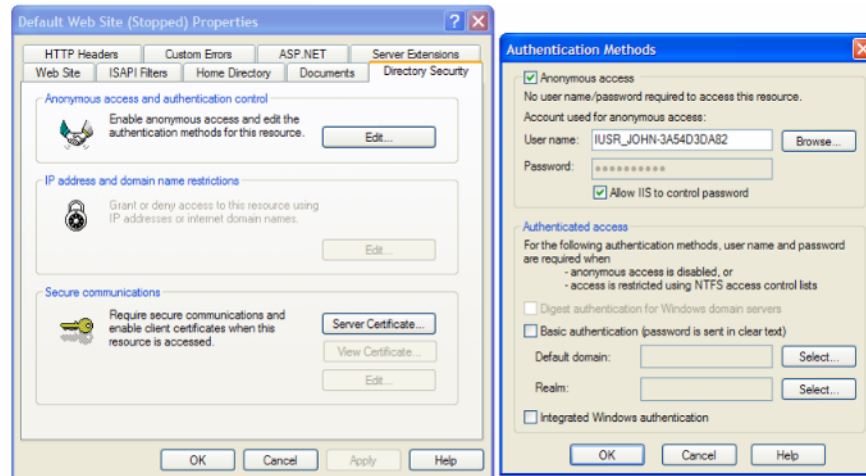 Default Web Site (Stopped) Properties
HTTP Headers Custom Errors ASP.NET Server Extensions
Web Site ISAPI Filters Home Directory Documents Directory Security
Anonymous access and authentication control
Enable anonymous access and edit the
authentication methods for this resource.
Edit...
IP address and domain name restrictions
Grant or deny access to this resource using
IP addresses or internet domain names.
Edit...
Secure communications
Require secure communications and
enable client certificates when this
resource is accessed.
Server Certificate...
View Certificate...
Edit...
OK Cancel Apply Help
Authentication Methods
Anonymous access
No user name/password required to access this resource.
Account used for anonymous access:
User name: IUSR_JOHN-3A54D3DA82 Browse...
Password:
Allow IIS to control password
Authenticated access
For the following authentication methods, user name and password
are required when
- anonymous access is disabled, or
- access is restricted using NTFS access control lists
Digest authentication for Windows domain servers
Basic authentication (password is sent in clear text)
Default domain: Select...
Realm: Select...
Integrated Windows authentication
OK Cancel Help